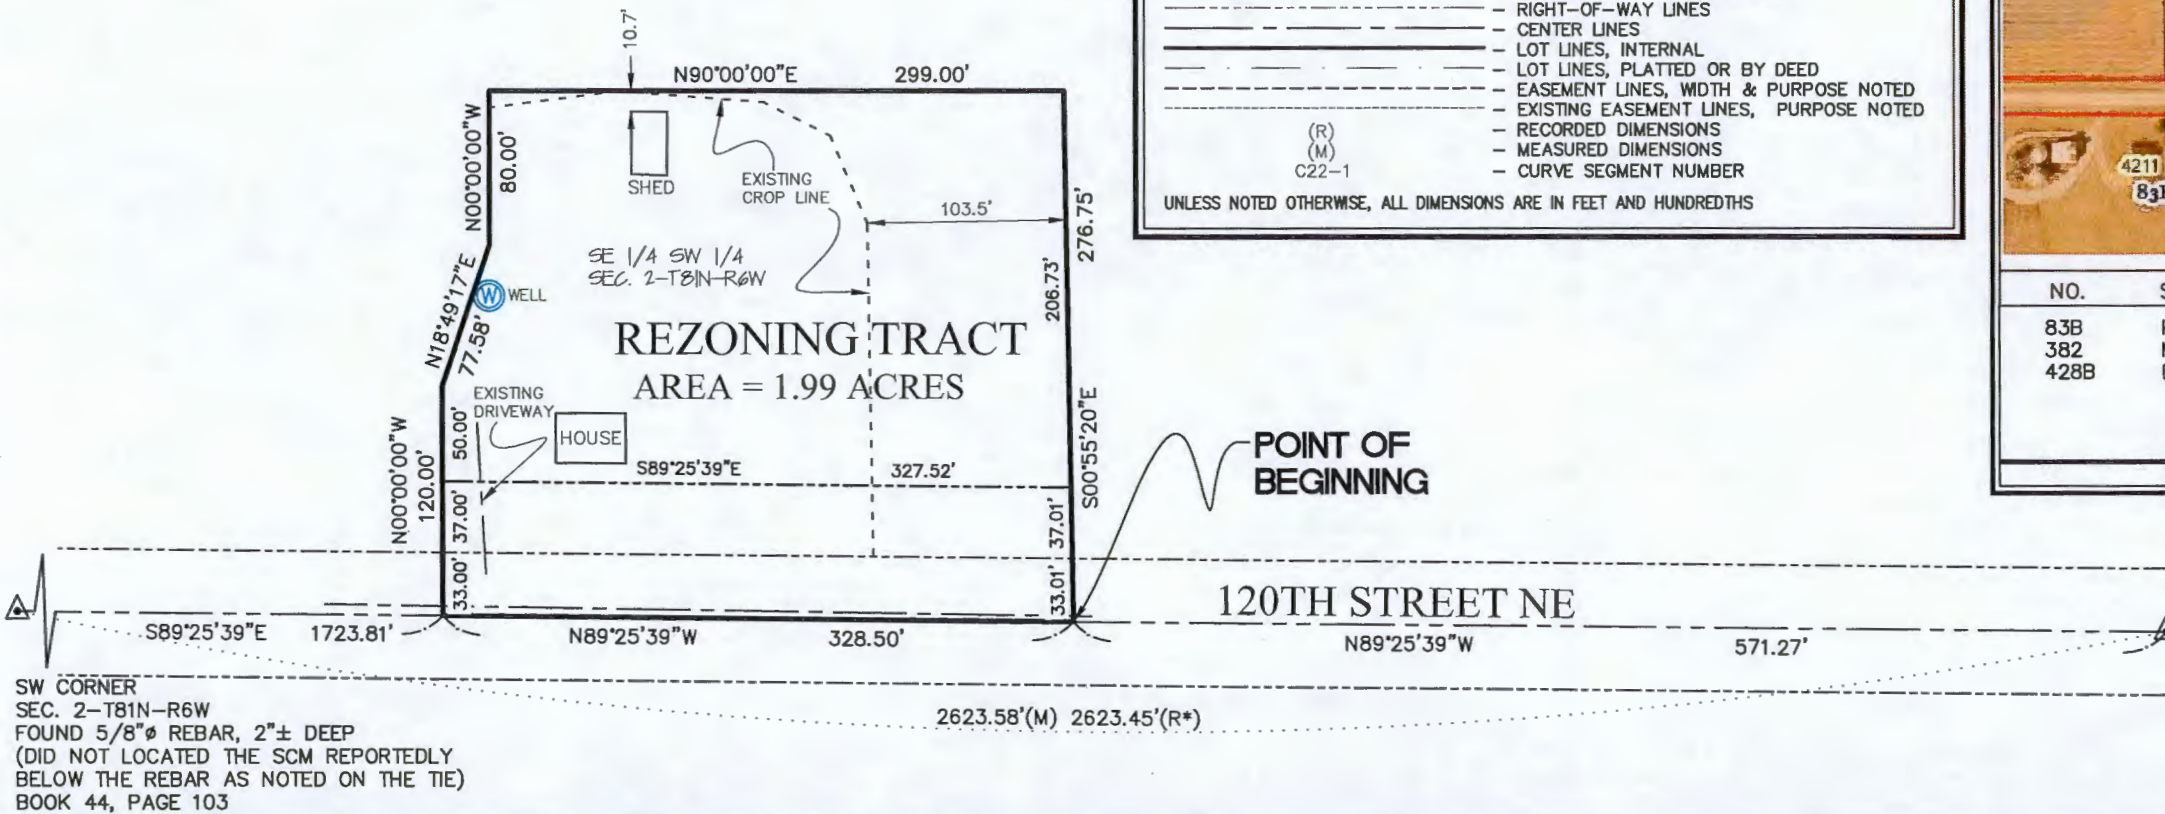 RIGHT-OF-WAY LINES
CENTER LINES
LOT LINES, INTERNAL
LOT LINES, PLATTED OR BY DEED
EASEMENT LINES, WIDTH & PURPOSE NOTED
EXISTING EASEMENT LINES, PURPOSE NOTED
(R) - RECORDED DIMENSIONS
(M) - MEASURED DIMENSIONS
C22-1 - CURVE SEGMENT NUMBER
UNLESS NOTED OTHERWISE, ALL DIMENSIONS ARE IN FEET AND HUNDREDTHS
10.7'
N90°00'00"E 299.00'
N00°00'00"W
80.00'
SHED
EXISTING
CROP LINE
103.5'
276.75'
206.73'
SE 1/4 SW 1/4
SEC. 2-T81N-R6W
N18°49'17"E
77.58'
W WELL
REZONING TRACT
AREA = 1.99 ACRES
EXISTING
DRIVEWAY
HOUSE
N00°00'00"W
120.00'
50.00'
37.00'
33.00'
S89°25'39"E 327.52'
S00°55'20"E
37.01'
33.01'
POINT OF
BEGINNING
120TH STREET NE
S89°25'39"E 1723.81'
N89°25'39"W 328.50'
N89°25'39"W 571.27'
2623.58'(M) 2623.45'(R*)
SW CORNER
SEC. 2-T81N-R6W
FOUND 5/8"ø REBAR, 2"± DEEP
(DID NOT LOCATED THE SCM REPORTEDLY
BELOW THE REBAR AS NOTED ON THE TIE)
BOOK 44, PAGE 103
4211
NO.
83B
382
428B